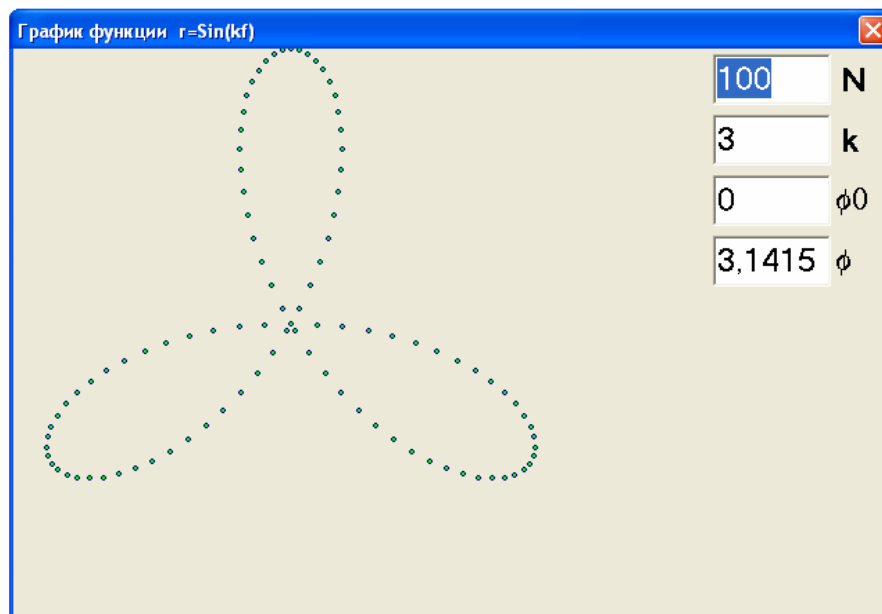 График функции r=Sin(kf)
100 N
3 k
0 ϕ0
3,1415 ϕ